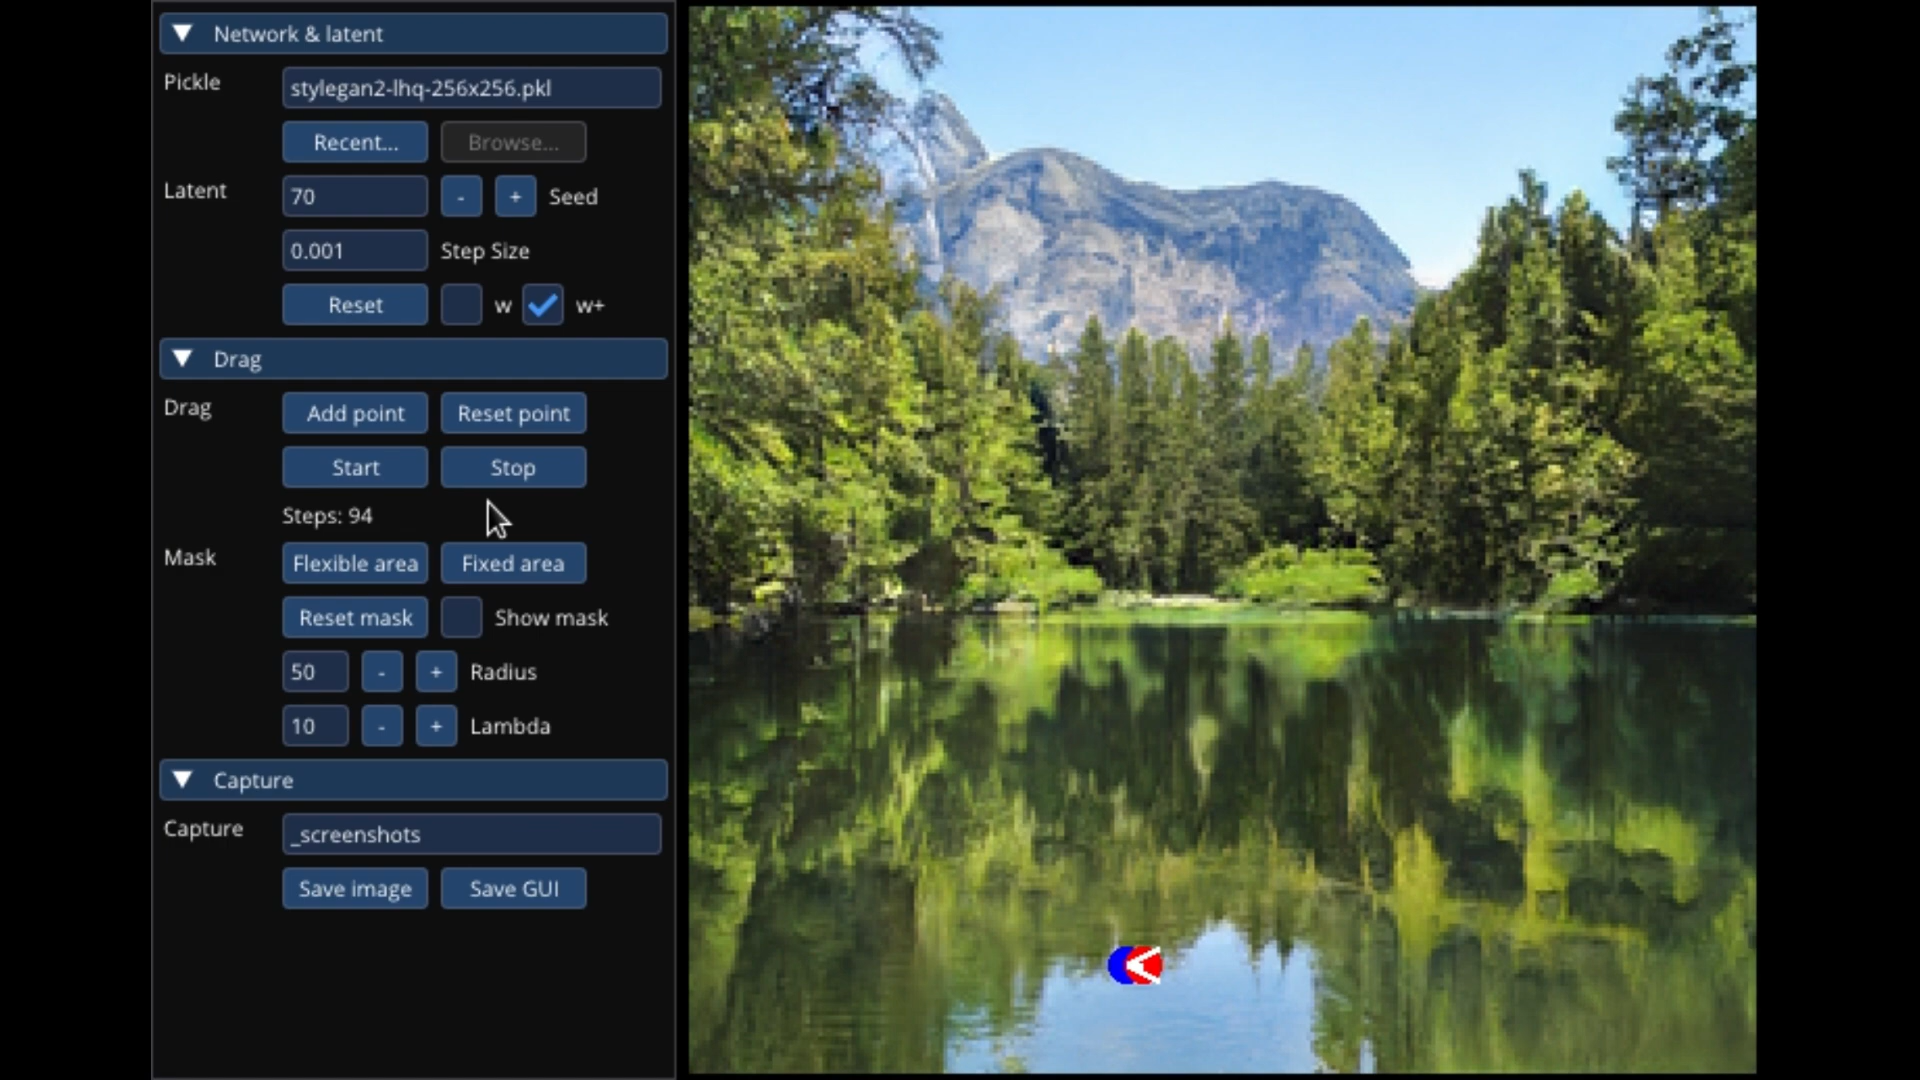 Network & latent
Pickle stylegan2-lhq-256x256.pkl
Recent... Browse...
Latent 70 - + Seed
0.001 Step Size
Reset w w+
Drag
Drag Add point Reset point
Start Stop
Steps: 94
Mask Flexible area Fixed area
Reset mask Show mask
50 - + Radius
10 - + Lambda
Capture
Capture _screenshots
Save image Save GUI